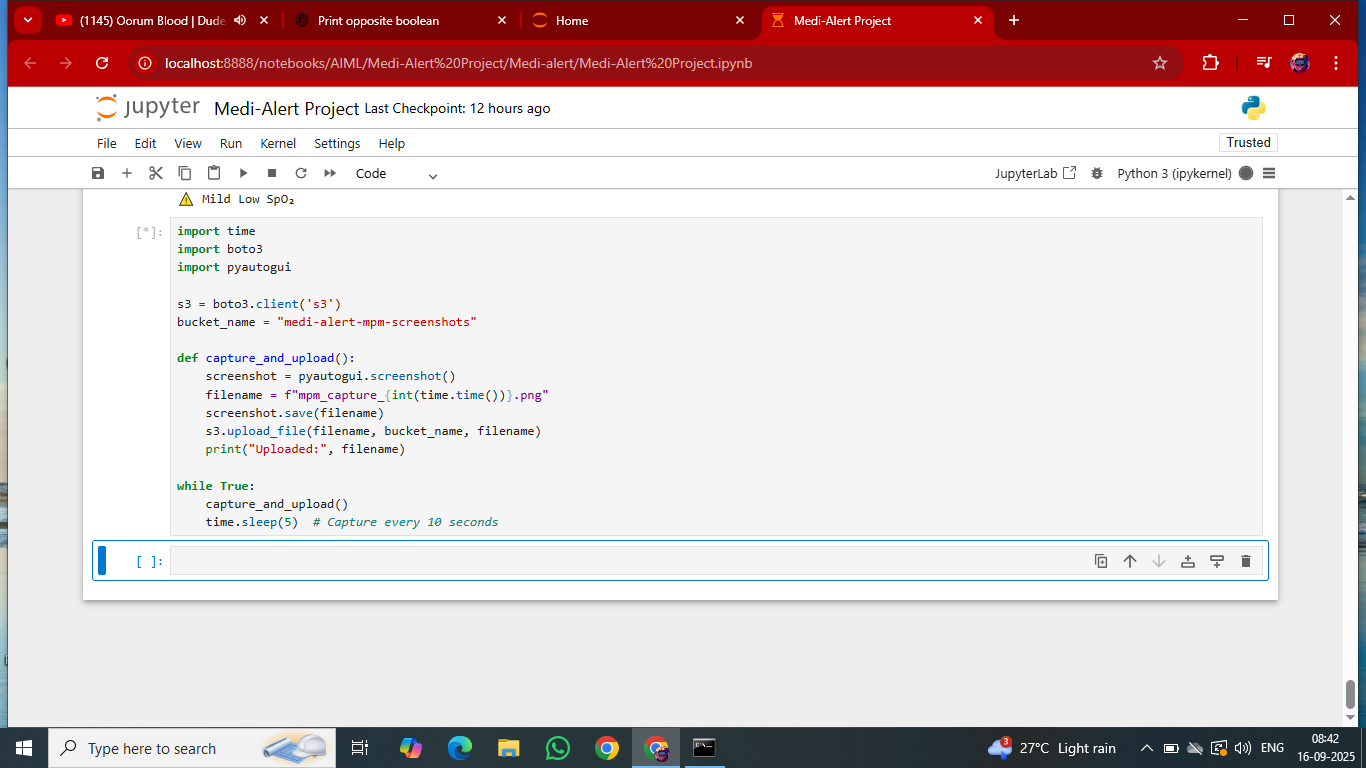 (1145) Oorum Blood | Dude
Print opposite boolean
Home
Medi-Alert Project
localhost:8888/notebooks/AIML/Medi-Alert%20Project/Medi-alert/Medi-Alert%20Project.ipynb
jupyter Medi-Alert Project Last Checkpoint: 12 hours ago
File Edit View Run Kernel Settings Help
Trusted
Code
JupyterLab
Python 3 (ipykernel)
⚠ Mild Low SpO₂
[*]:
import time
import boto3
import pyautogui
s3 = boto3.client('s3')
bucket_name = "medi-alert-mpm-screenshots"
def capture_and_upload():
    screenshot = pyautogui.screenshot()
    filename = f"mpm_capture_{int(time.time())}.png"
    screenshot.save(filename)
    s3.upload_file(filename, bucket_name, filename)
    print("Uploaded:", filename)
while True:
    capture_and_upload()
    time.sleep(5)  # Capture every 10 seconds
[ ]:
Type here to search
3
27°C Light rain
ENG
08:42
16-09-2025